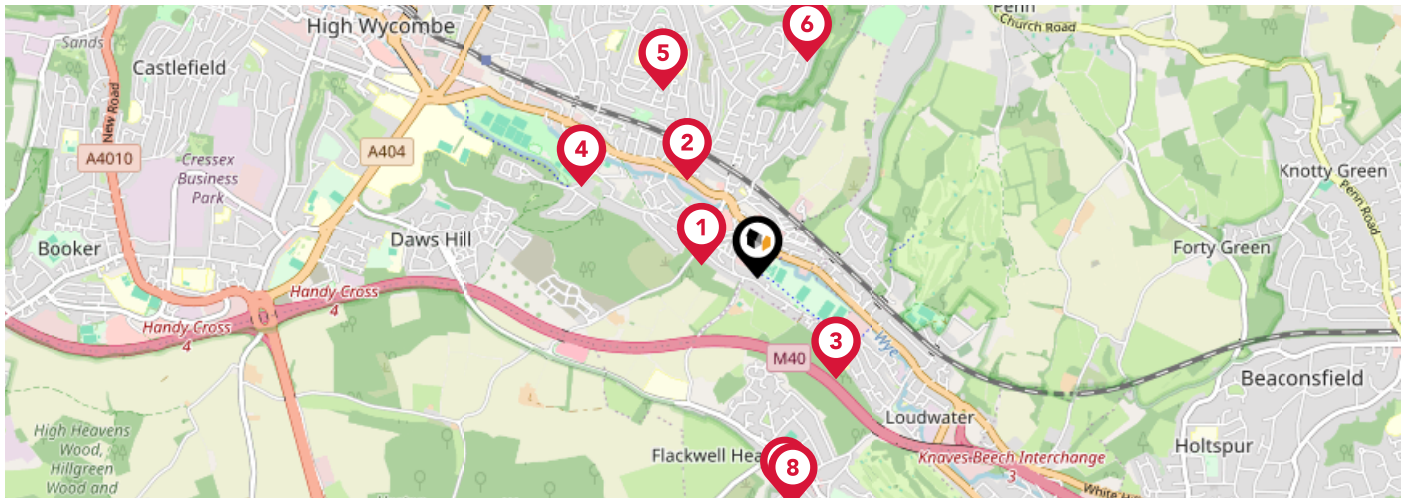 High Wycombe
Sands
Castlefield
New Road
A4010
Cressex
Business
Park
A404
Booker
Daws Hill
Handy Cross
4
Handy Cross
4
High Heavens
Wood,
Hillgreen
Wood and
5
6
4
2
1
3
8
M40
Wye
Loudwater
Flackwell Hea
Knaves Beech Interchange
3
White H
Penn
Church Road
Knotty Green
Penn Road
Forty Green
Beaconsfield
Holtspur